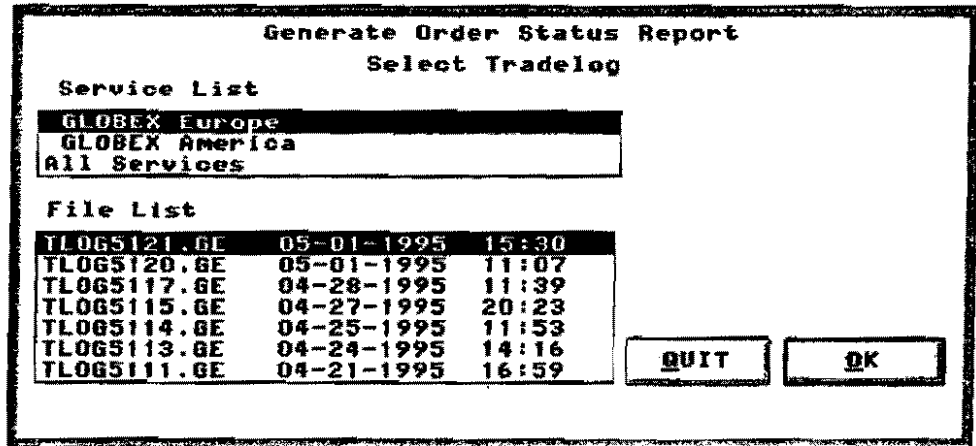 Generate Order Status Report
Select Tradelog
Service List
GLOBEX Europe
GLOBEX America
All Services
File List
TLOG5121.GE 05-01-1995 15:30
TLOG5120.GE 05-01-1995 11:07
TLOG5117.GE 04-28-1995 11:39
TLOG5115.GE 04-27-1995 20:23
TLOG5114.GE 04-25-1995 11:53
TLOG5113.GE 04-24-1995 14:16
TLOG5111.GE 04-21-1995 16:59
QUIT OK